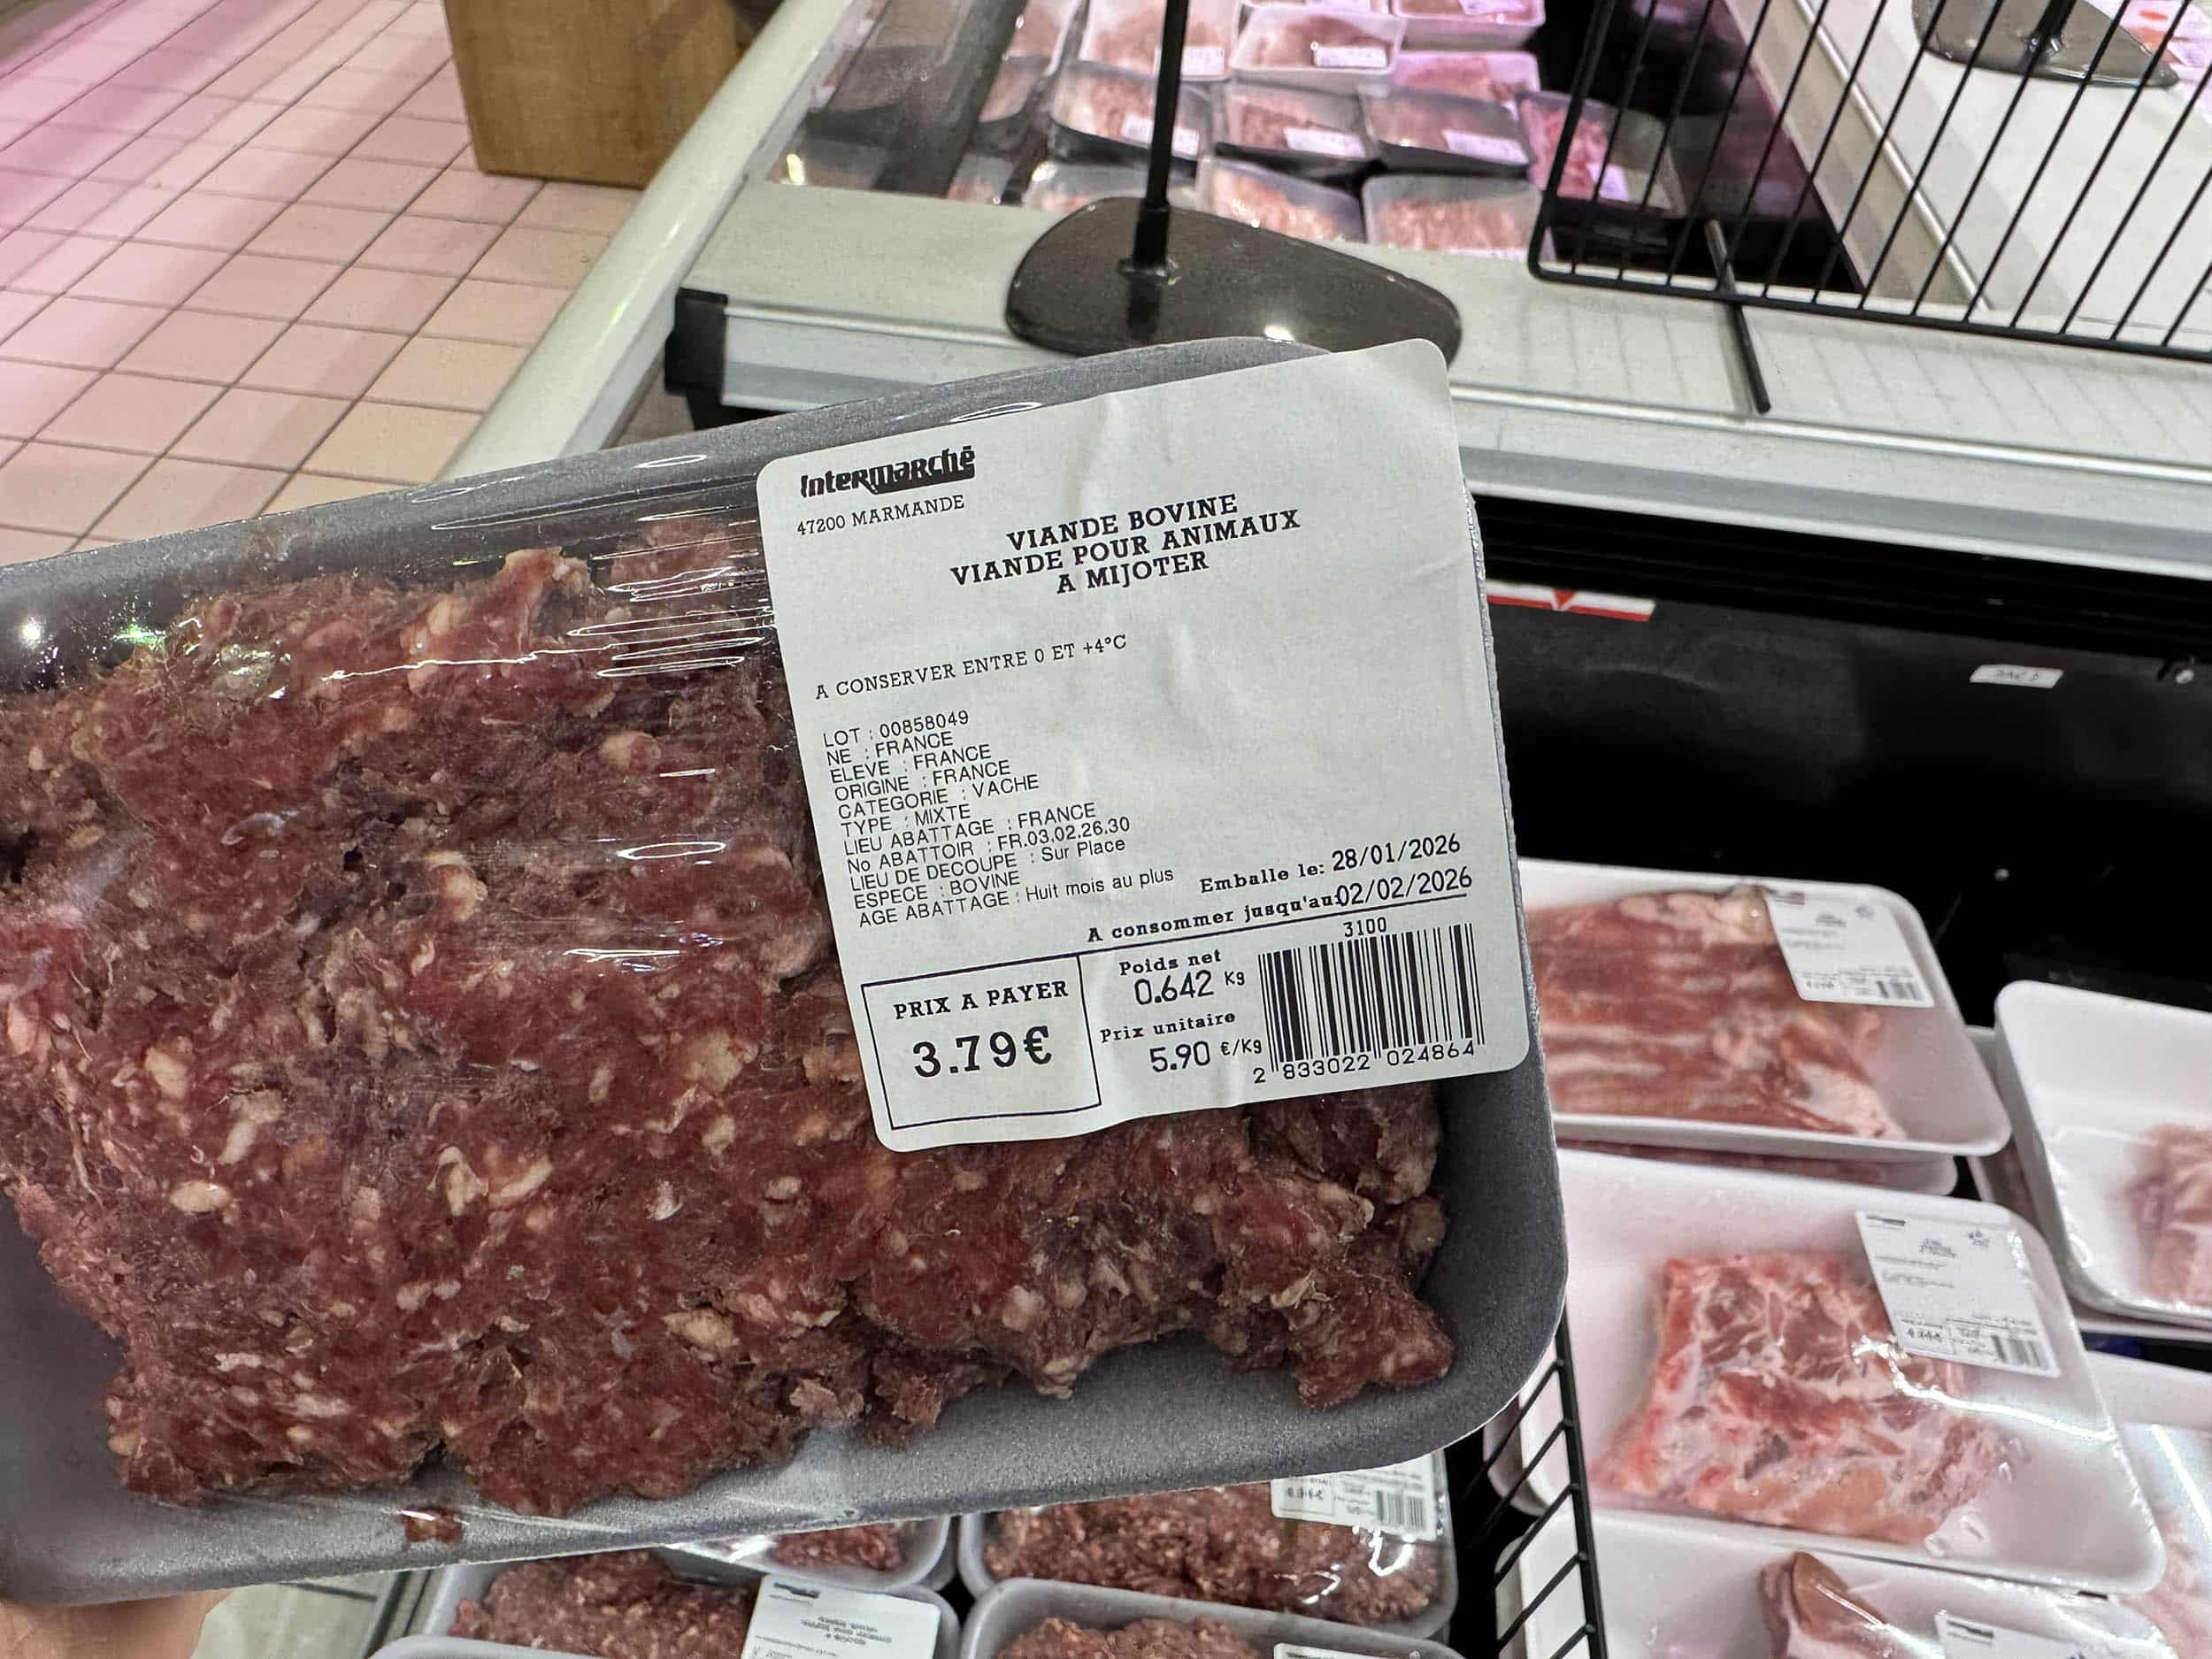 Intermarchē
47200 MARMANDE
VIANDE BOVINE
VIANDE POUR ANIMAUX
A MIJOTER
A CONSERVER ENTRE 0 ET +4°C
LOT : 00858049
NE : FRANCE
ELEVE : FRANCE
ORIGINE : FRANCE
CATEGORIE : VACHE
TYPE : MIXTE
LIEU ABATTAGE : FRANCE
No ABATTOIR : FR.03.02.26.30
LIEU DE DECOUPE : Sur Place
ESPECE : BOVINE
AGE ABATTAGE : Huit mois au plus
Emballe le: 28/01/2026
A consommer jusqu'au:02/02/2026
3100
PRIX A PAYER
3.79€
Poids net
0.642 Kg
Prix unitaire
5.90 €/Kg
2 833022 024864